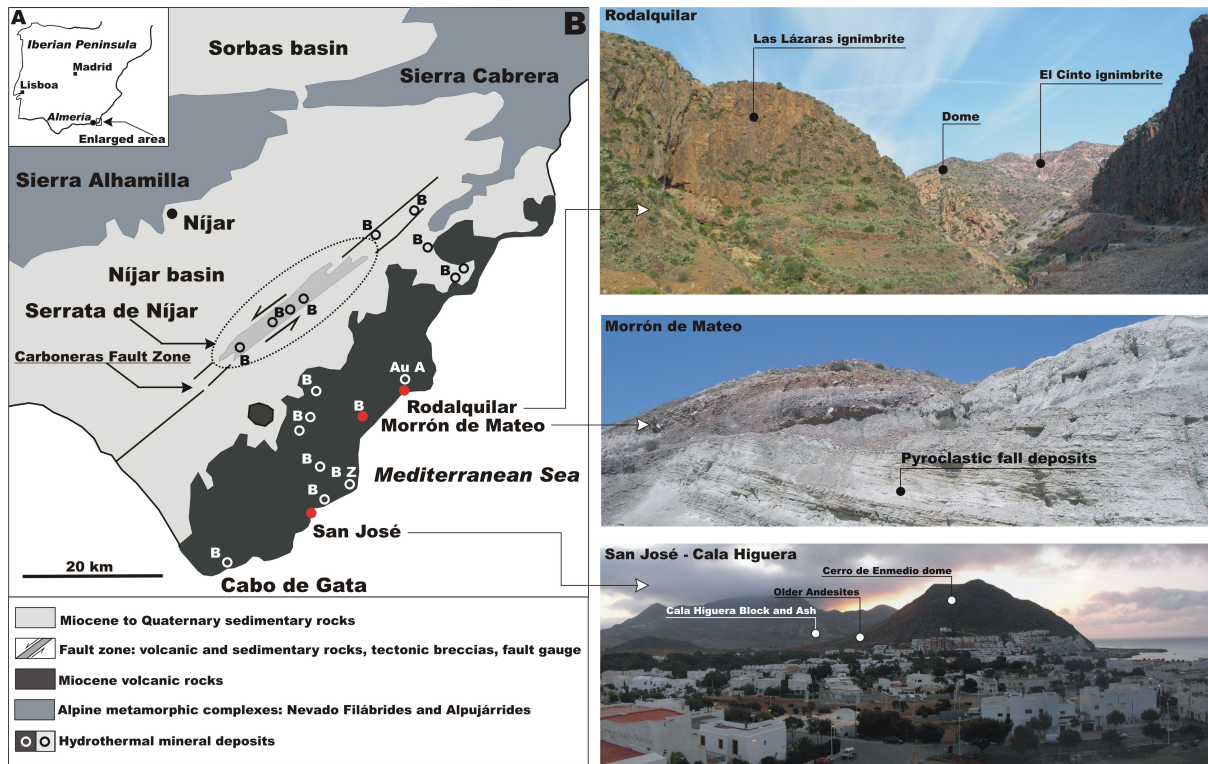 A
Iberian Peninsula
Madrid
Lisboa
Almería
Enlarged area
B
Sorbas basin
Sierra Cabrera
Sierra Alhamilla
Níjar
Níjar basin
Serrata de Níjar
Carboneras Fault Zone
B
B
B
B
B
B
B
Au A
B
B
B
B
B Z
B
B
Rodalquilar
Morrón de Mateo
Mediterranean Sea
San José
Cabo de Gata
20 km
Miocene to Quaternary sedimentary rocks
Fault zone: volcanic and sedimentary rocks, tectonic breccias, fault gauge
Miocene volcanic rocks
Alpine metamorphic complexes: Nevado Filábrides and Alpujárrides
Hydrothermal mineral deposits
Rodalquilar
Las Lázaras ignimbrite
El Cinto ignimbrite
Dome
Morrón de Mateo
Pyroclastic fall deposits
San José - Cala Higuera
Cerro de Enmedio dome
Older Andesites
Cala Higuera Block and Ash